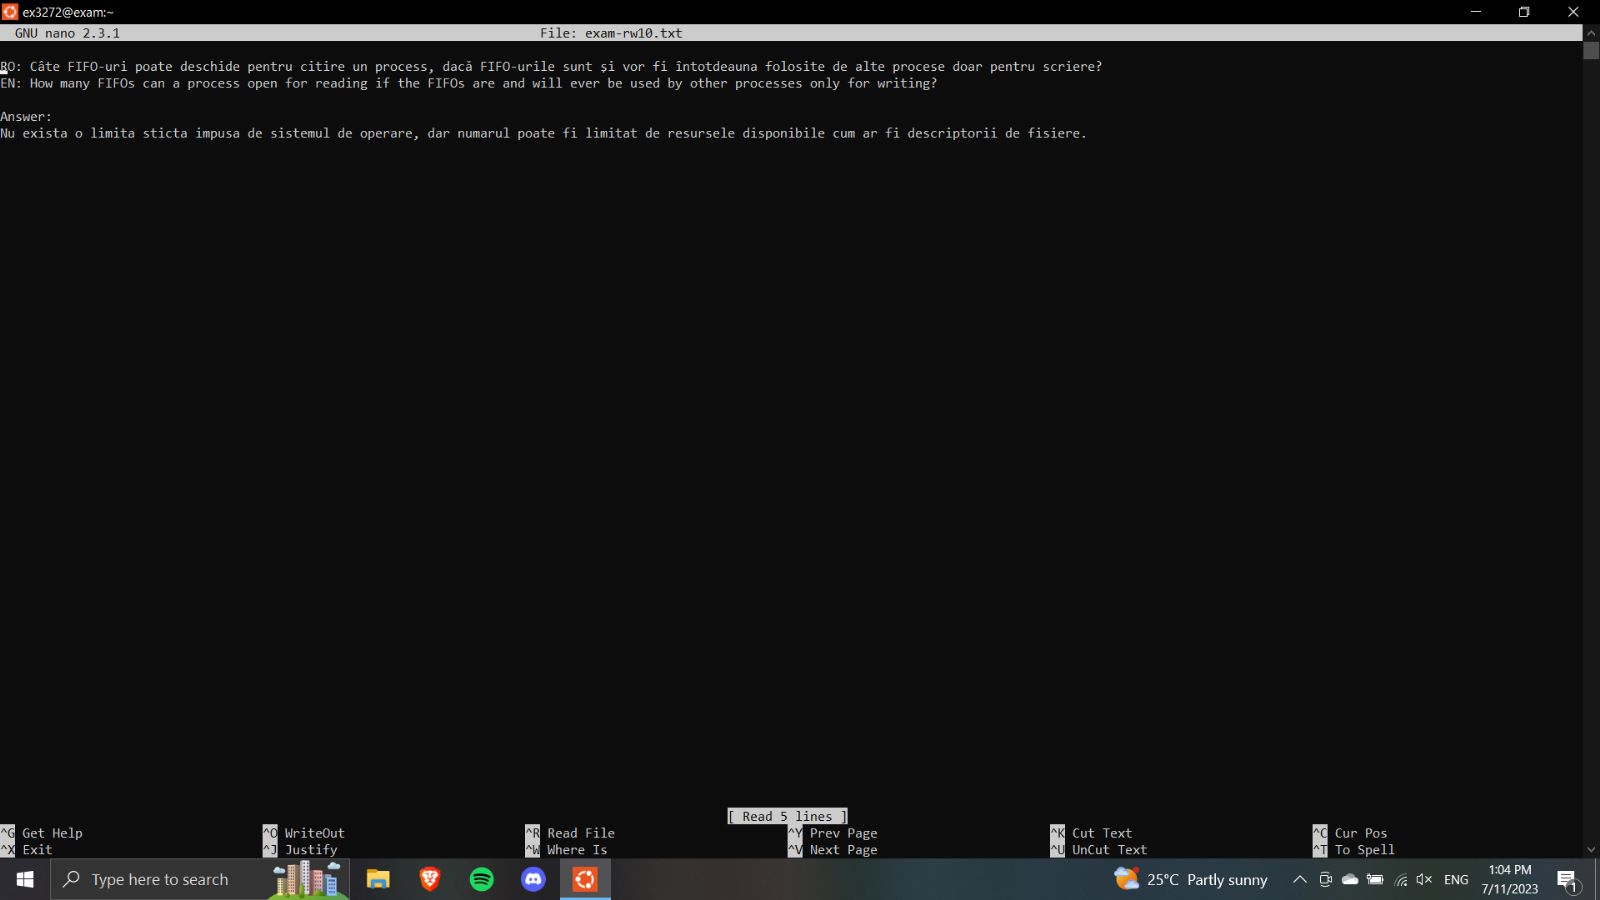 ex3272@exam:~
GNU nano 2.3.1 File: exam-rw10.txt
RO: Câte FIFO-uri poate deschide pentru citire un process, dacă FIFO-urile sunt și vor fi întotdeauna folosite de alte procese doar pentru scriere?
EN: How many FIFOs can a process open for reading if the FIFOs are and will ever be used by other processes only for writing?
Answer:
Nu exista o limita sticta impusa de sistemul de operare, dar numarul poate fi limitat de resursele disponibile cum ar fi descriptorii de fisiere.
[ Read 5 lines ]
^G Get Help ^O WriteOut ^R Read File ^Y Prev Page ^K Cut Text ^C Cur Pos
^X Exit ^J Justify ^W Where Is ^V Next Page ^U UnCut Text ^T To Spell
Type here to search 25°C Partly sunny ENG 1:04 PM
7/11/2023 1